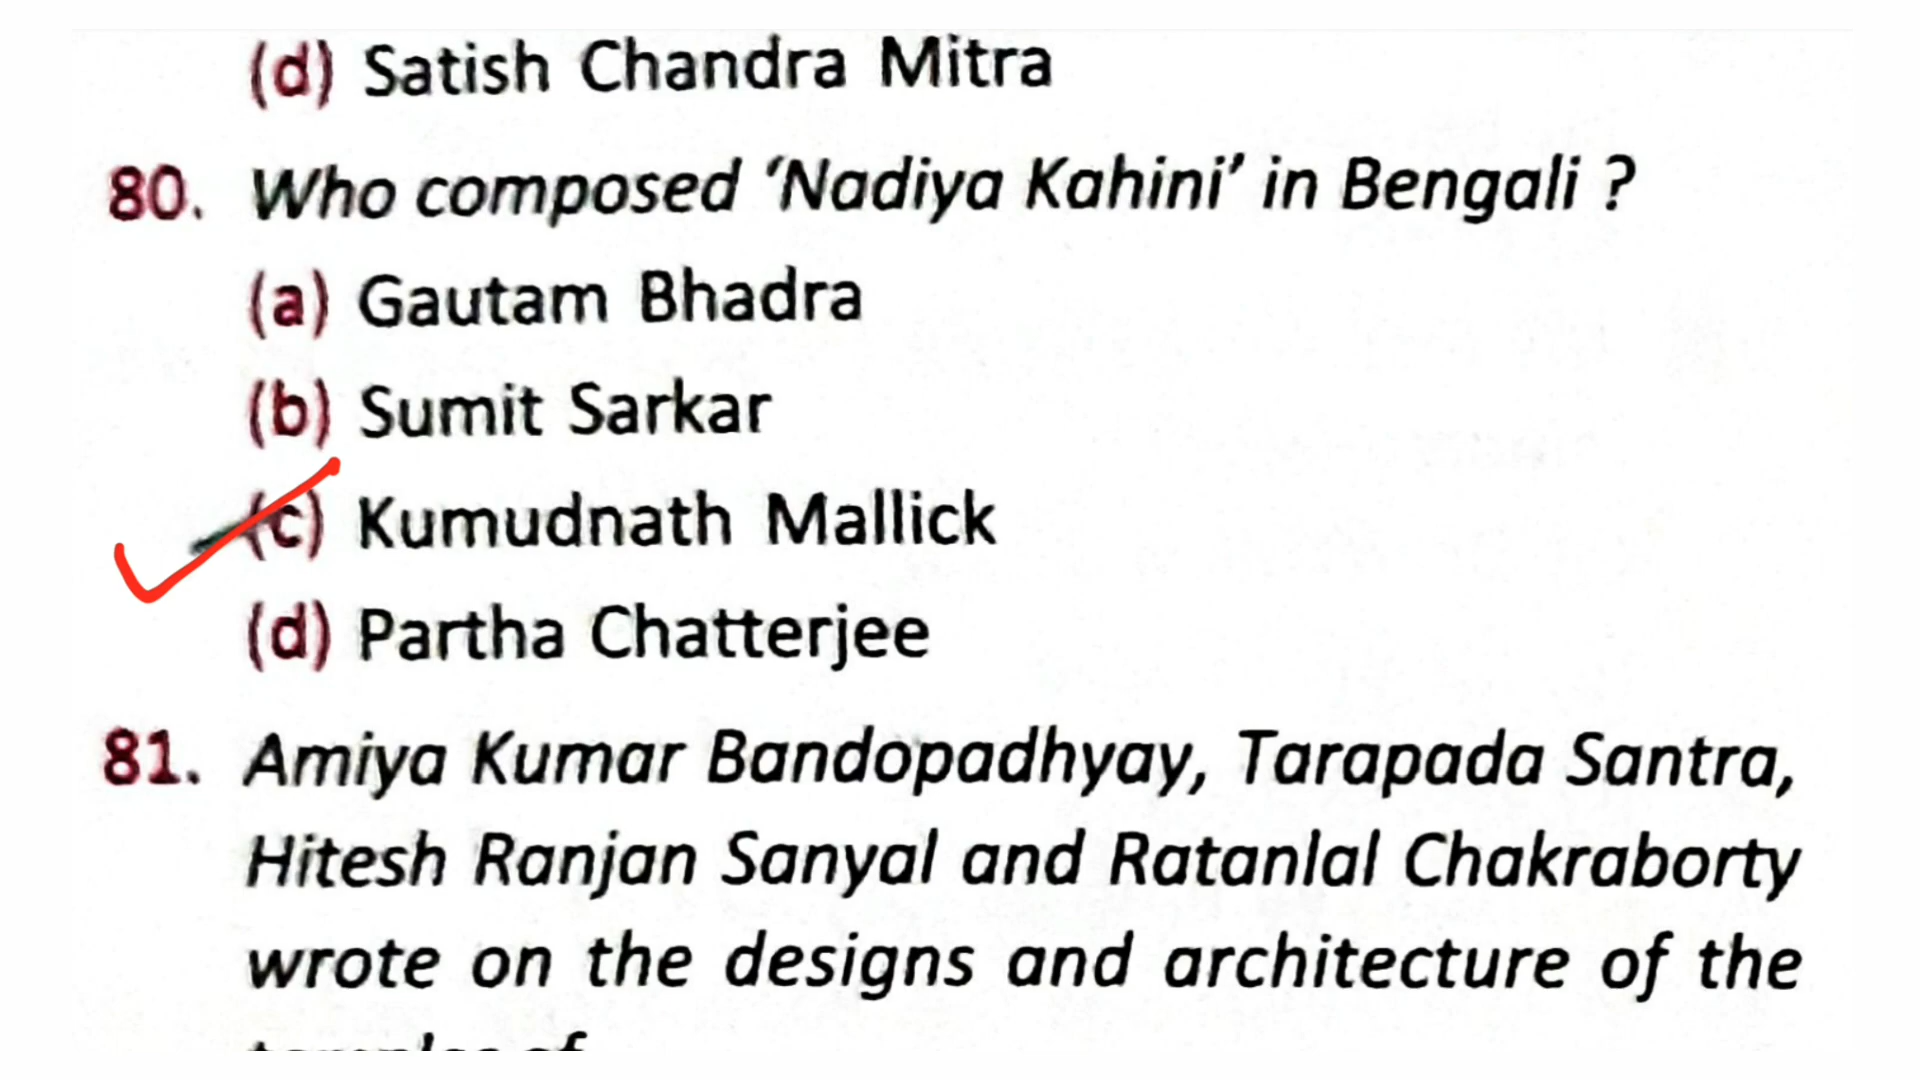 (d) Satish Chandra Mitra
80. Who composed ‘Nadiya Kahini’ in Bengali ?
(a) Gautam Bhadra
(b) Sumit Sarkar
(c) Kumudnath Mallick
(d) Partha Chatterjee
81. Amiya Kumar Bandopadhyay, Tarapada Santra,
Hitesh Ranjan Sanyal and Ratanlal Chakraborty
wrote on the designs and architecture of the